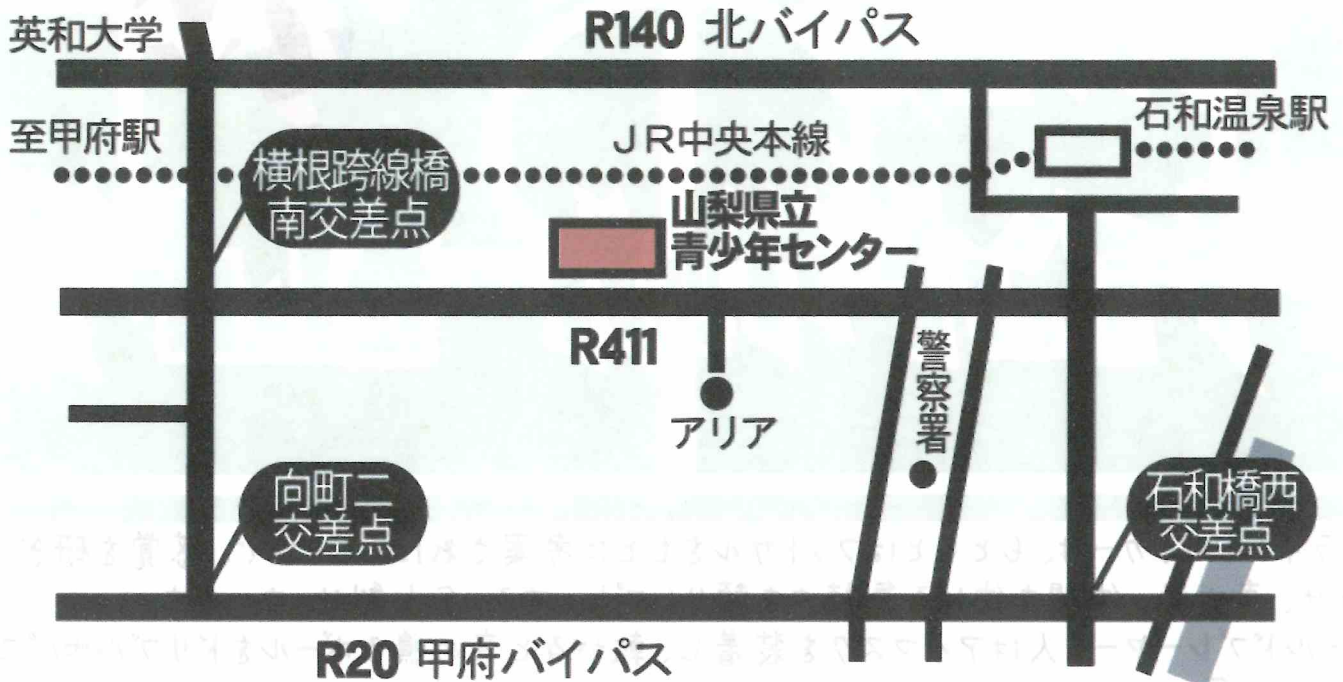 英和大学
R140 北バイパス
至甲府駅
JR中央本線
石和温泉駅
横根跨線橋
南交差点
山梨県立
青少年センター
R411
アリア
警察署
向町二
交差点
石和橋西
交差点
R20 甲府バイパス